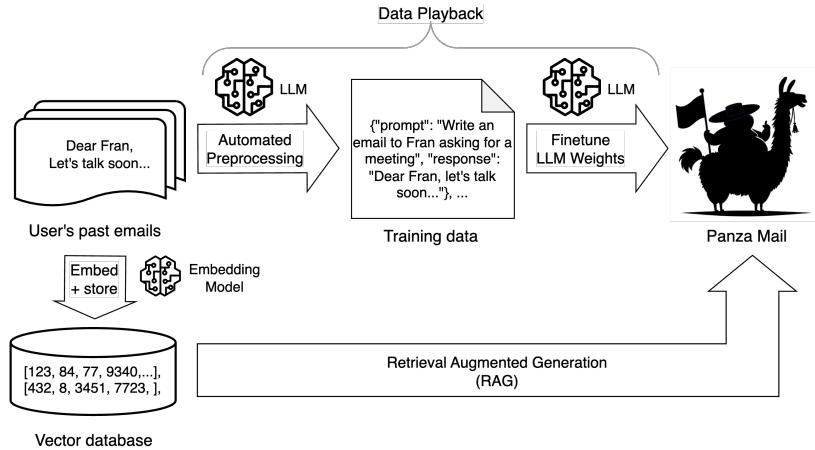 Data Playback
LLM
LLM
Dear Fran,
Let's talk soon...
Automated
Preprocessing
{"prompt": "Write an
email to Fran asking for a
meeting", "response":
"Dear Fran, let's talk
soon..."}, ...
Finetune
LLM Weights
User's past emails
Training data
Panza Mail
Embed
+ store
Embedding
Model
[123, 84, 77, 9340,...],
[432, 8, 3451, 7723, ],
Retrieval Augmented Generation
(RAG)
Vector database